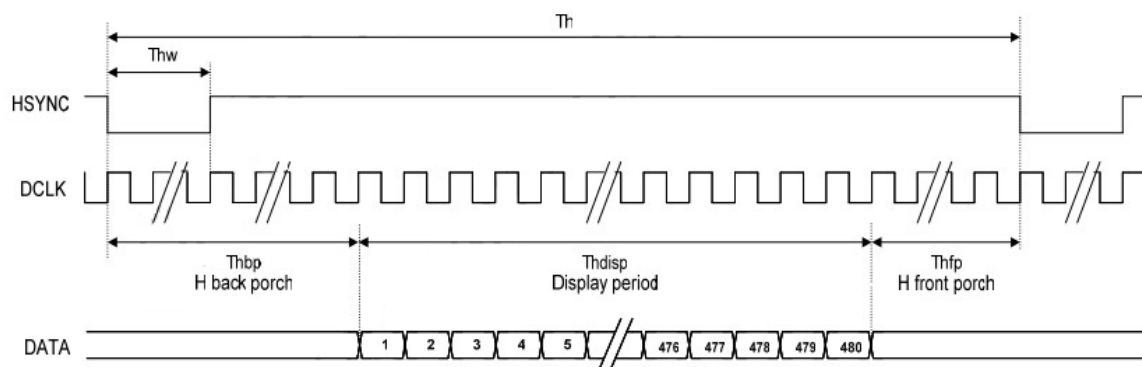 Th
Thw
HSYNC
DCLK
Thbp Thdisp Thfp
H back porch Display period H front porch
DATA 1 2 3 4 5 476 477 478 479 480